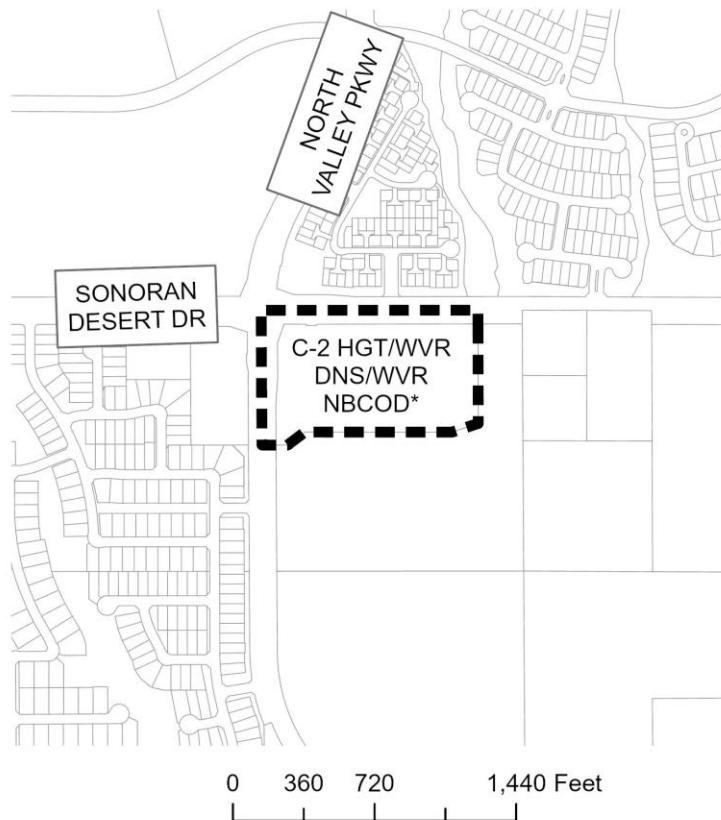 NORTH
VALLEY PKWY
SONORAN
DESERT DR
C-2 HGT/WVR
DNS/WVR
NBCOD*
0 360 720 1,440 Feet